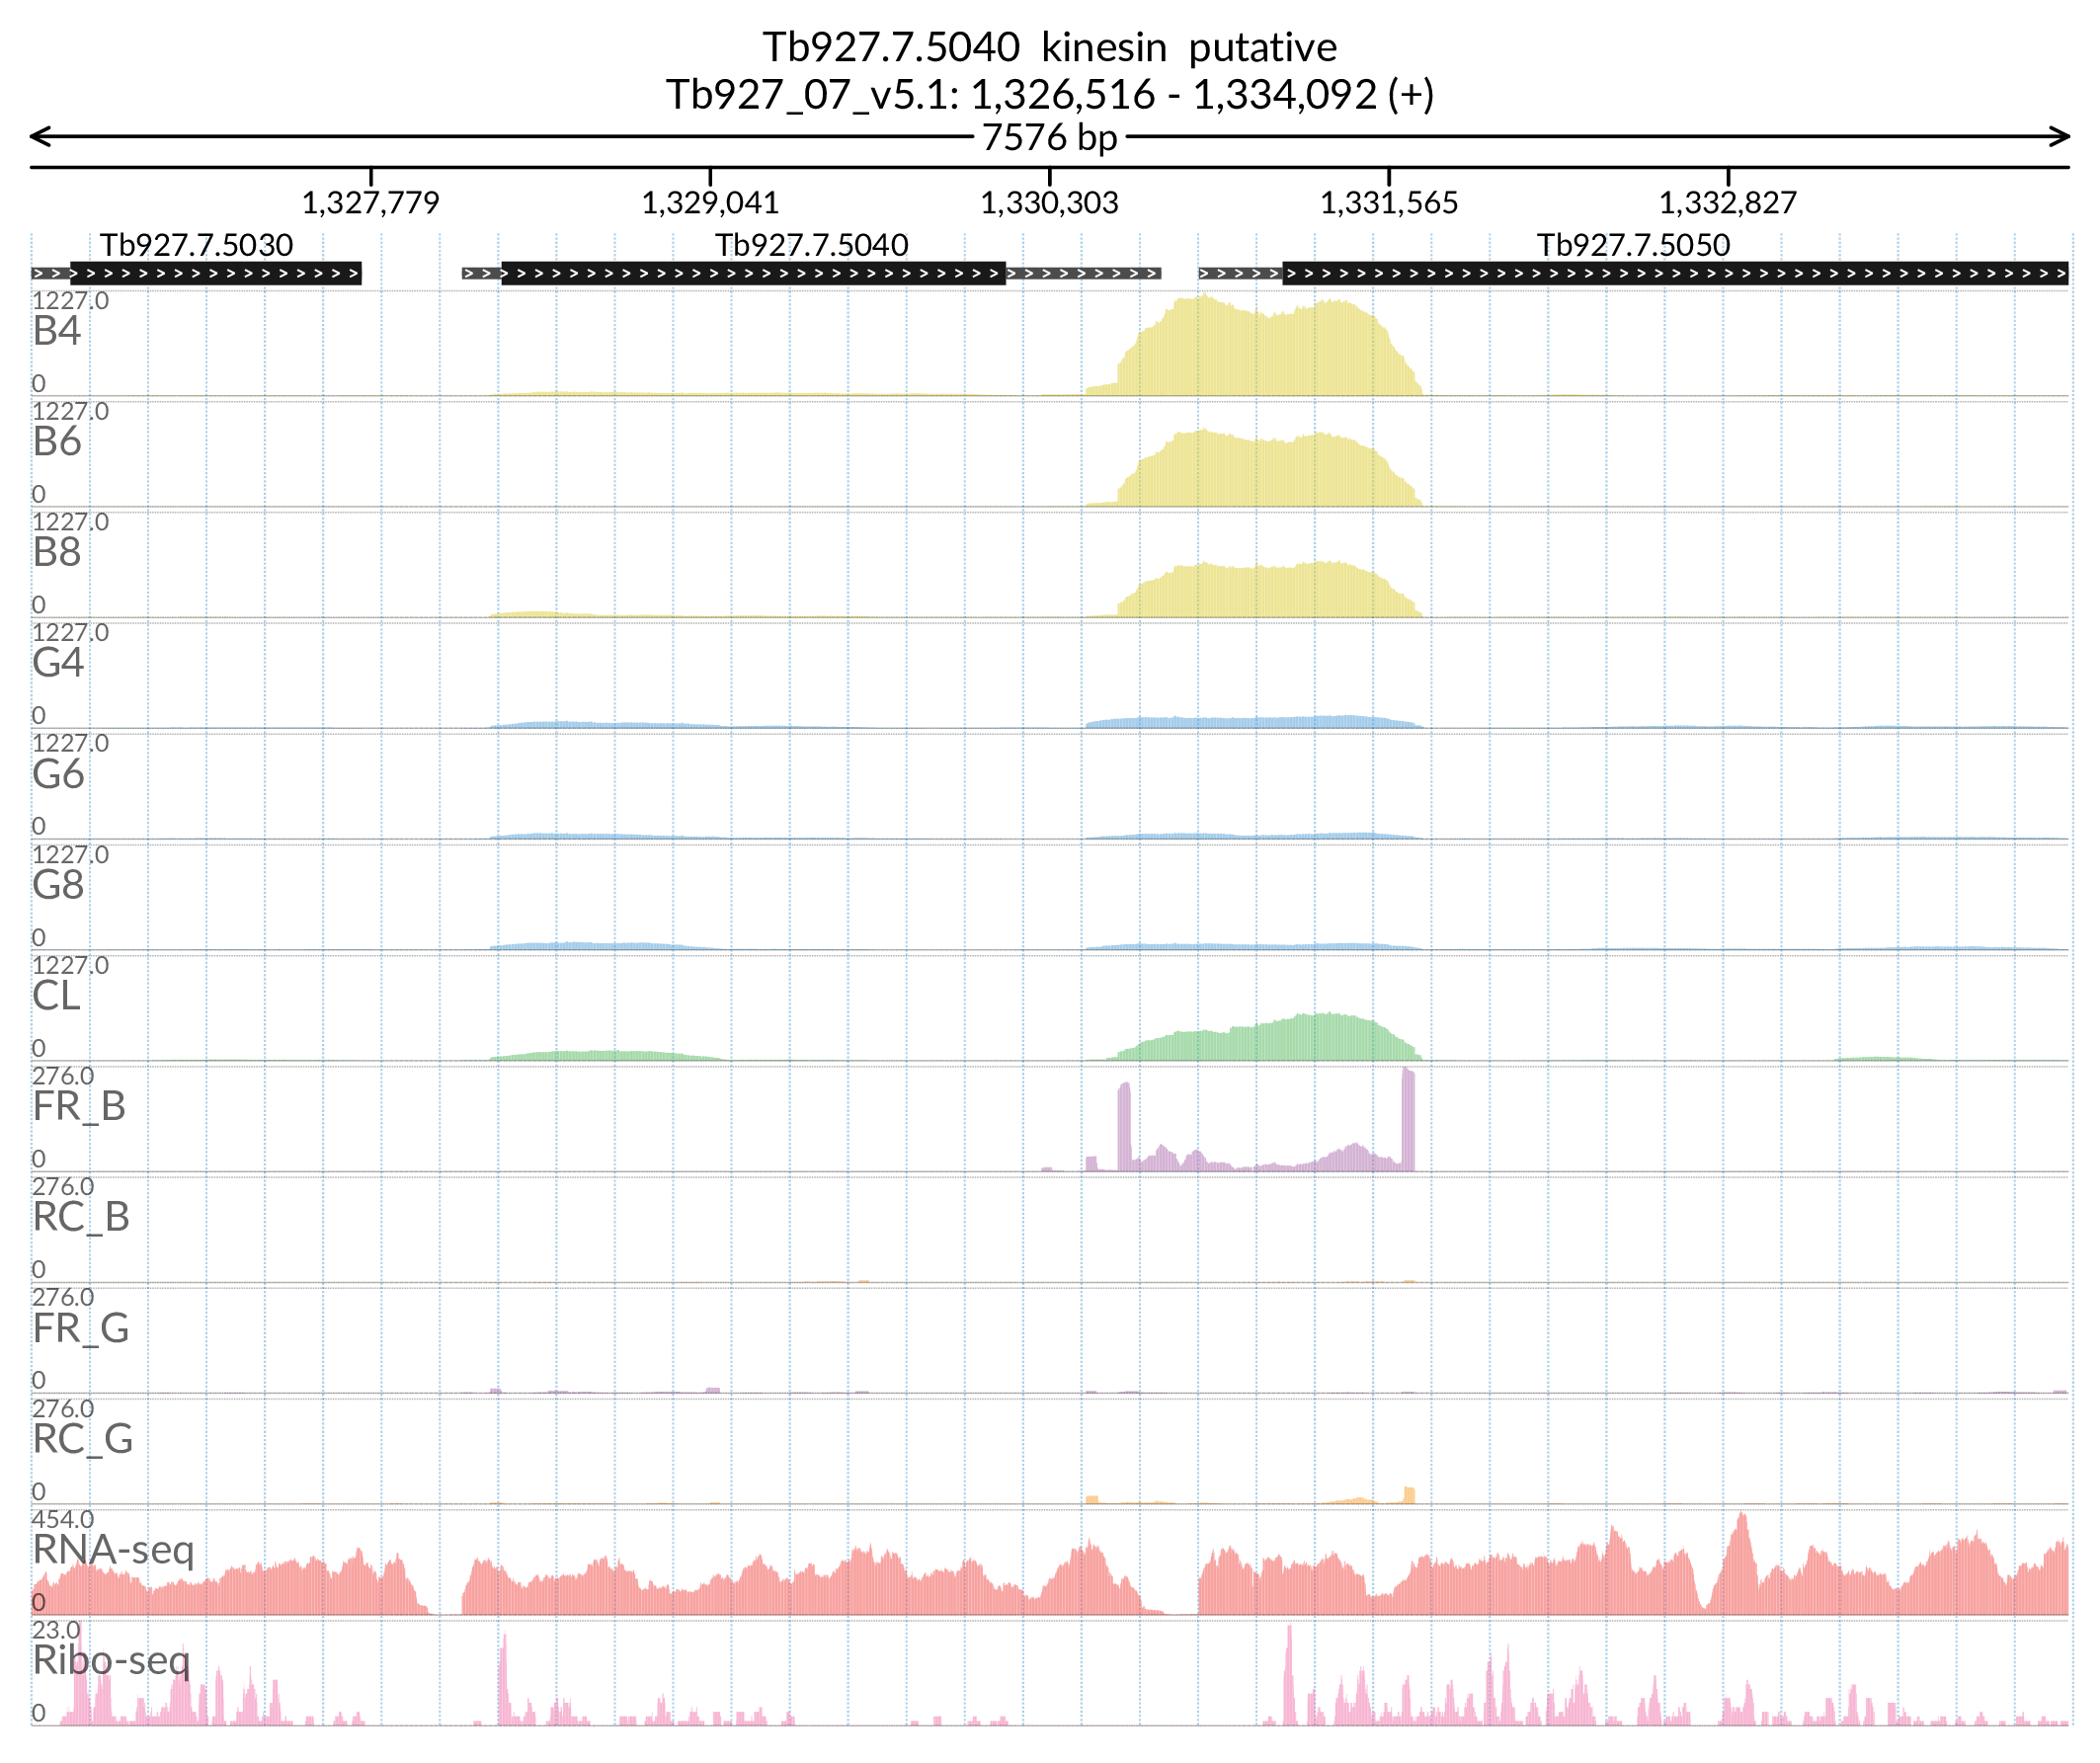 Tb927.7.5040 kinesin putative
Tb927_07_v5.1: 1,326,516 - 1,334,092 (+)
7576 bp
1,327,779 1,329,041 1,330,303 1,331,565 1,332,827
Tb927.7.5030 Tb927.7.5040 Tb927.7.5050
1227.0
B4
0
1227.0
B6
0
1227.0
B8
0
1227.0
G4
0
1227.0
G6
0
1227.0
G8
0
1227.0
CL
0
276.0
FR_B
0
276.0
RC_B
0
276.0
FR_G
0
276.0
RC_G
0
454.0
RNA-seq
0
23.0
Ribo-seq
0